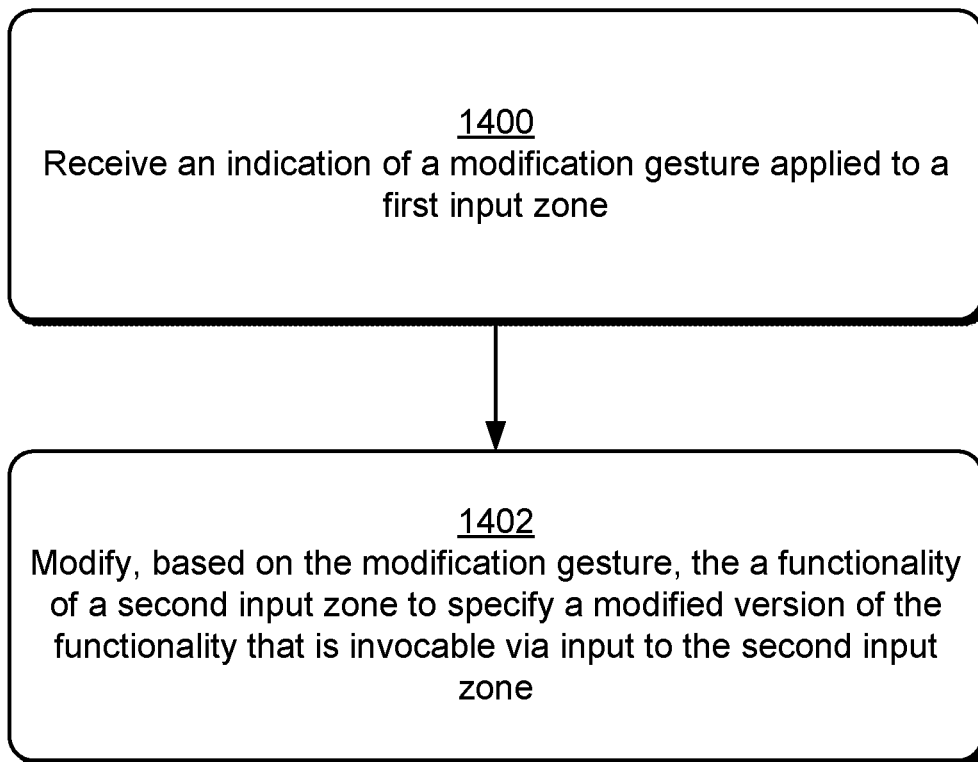 1400
Receive an indication of a modification gesture applied to a
first input zone
1402
Modify, based on the modification gesture, the a functionality
of a second input zone to specify a modified version of the
functionality that is invocable via input to the second input
zone